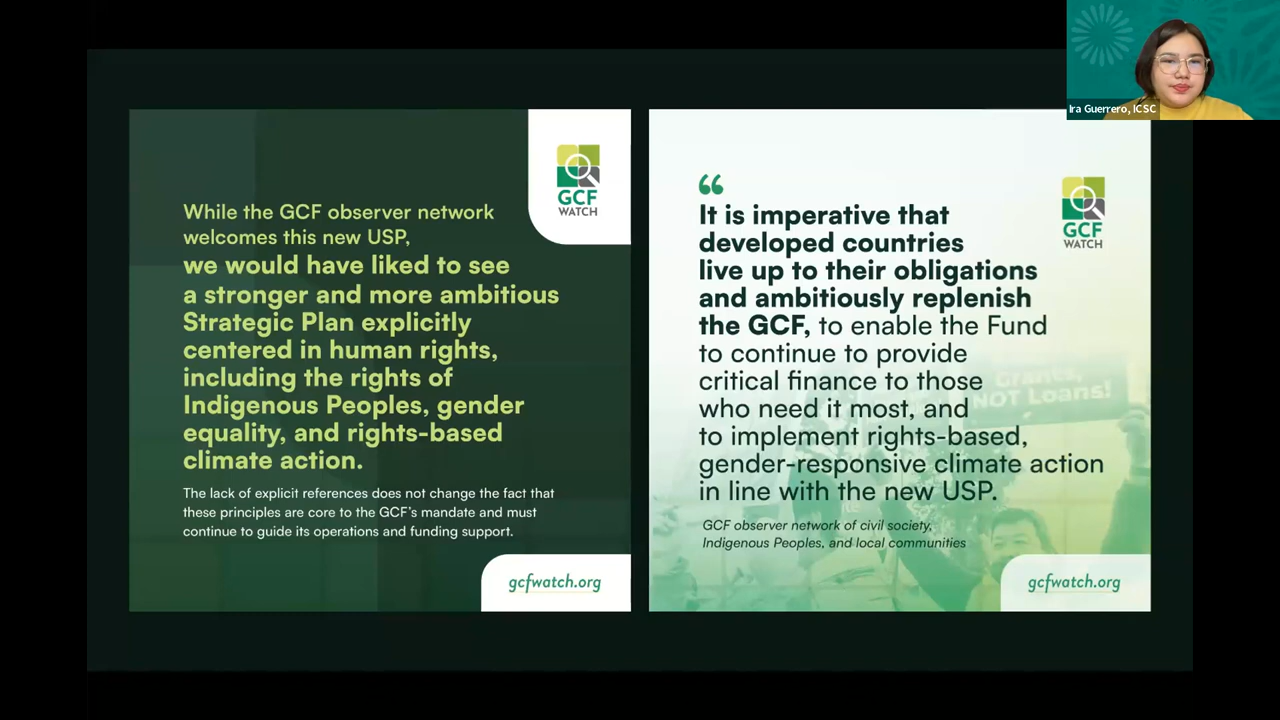 Ira Guerrero, ICSC
GCF
WATCH
While the GCF observer network
welcomes this new USP,
we would have liked to see
a stronger and more ambitious
Strategic Plan explicitly
centered in human rights,
including the rights of
Indigenous Peoples, gender
equality, and rights-based
climate action.
The lack of explicit references does not change the fact that
these principles are core to the GCF's mandate and must
continue to guide its operations and funding support.
gcfwatch.org
GCF
WATCH
“
It is imperative that
developed countries
live up to their obligations
and ambitiously replenish
the GCF, to enable the Fund
to continue to provide
critical finance to those
who need it most, and
to implement rights-based,
gender-responsive climate action
in line with the new USP.
GCF observer network of civil society,
Indigenous Peoples, and local communities
Grants,
NOT Loans!
gcfwatch.org